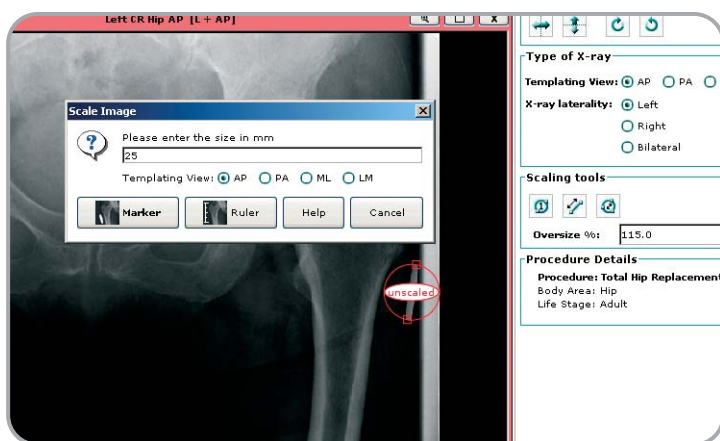 Left CR Hip AP [L + AP]
X
Type of X-ray
Templating View: AP PA
X-ray laterality: Left
Right
Bilateral
Scale Image
X
?
Please enter the size in mm
25
Templating View: AP PA ML LM
Marker Ruler Help Cancel
unscaled
Scaling tools
1 2
Oversize %: 115.0
Procedure Details
Procedure: Total Hip Replacement
Body Area: Hip
Life Stage: Adult